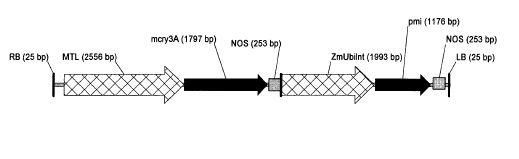 pmi (1176 bp)
mcry3A (1797 bp)
NOS (253 bp)
NOS (253 bp)
RB (25 bp)
MTL (2556 bp)
ZmUbiInt (1993 bp)
LB (25 bp)